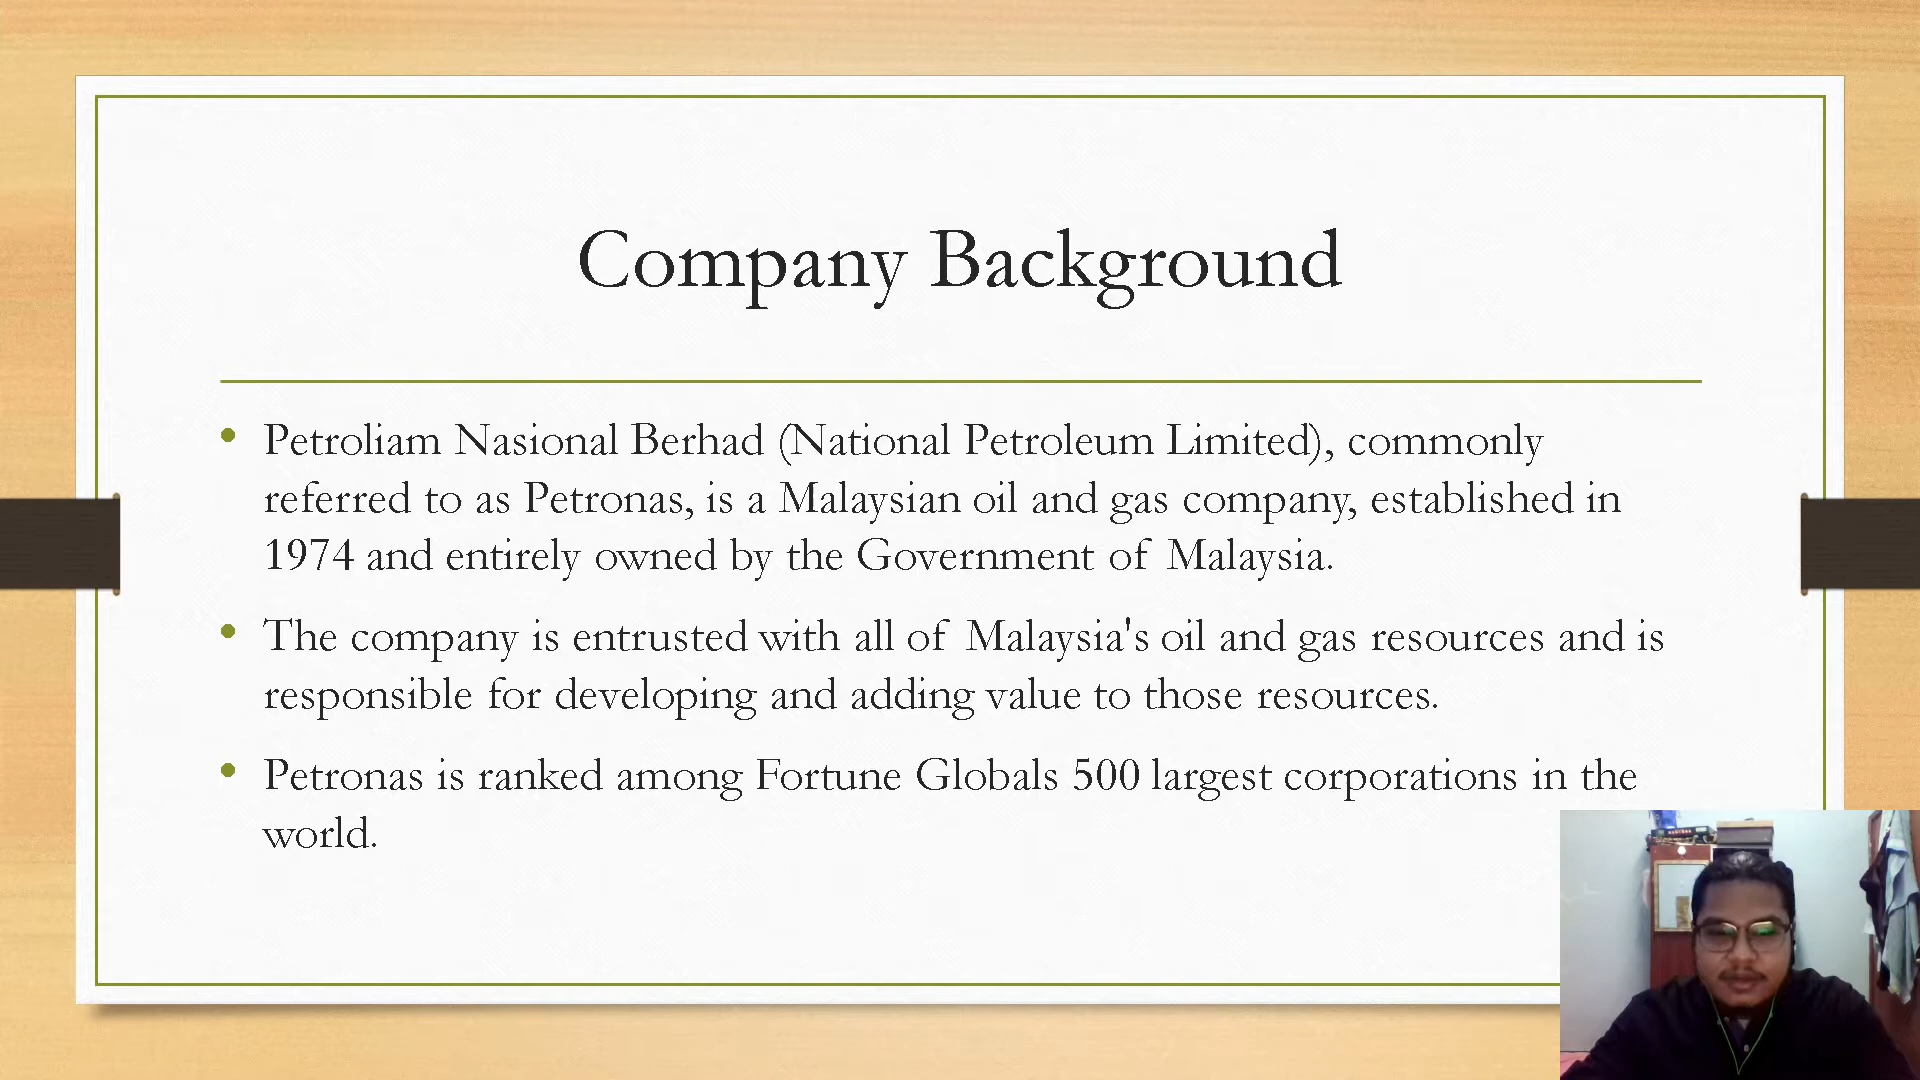 Company Background
• Petroliam Nasional Berhad (National Petroleum Limited), commonly
referred to as Petronas, is a Malaysian oil and gas company, established in
1974 and entirely owned by the Government of Malaysia.
• The company is entrusted with all of Malaysia's oil and gas resources and is
responsible for developing and adding value to those resources.
• Petronas is ranked among Fortune Globals 500 largest corporations in the
world.